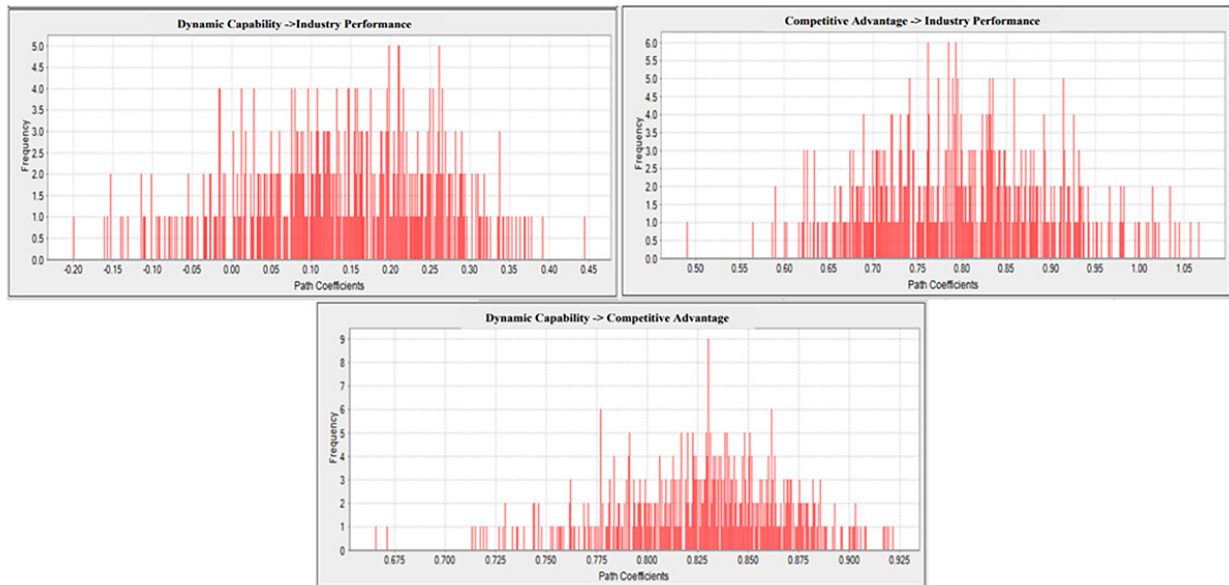 Dynamic Capability ->Industry Performance
Frequency
5.0
4.5
4.0
3.5
3.0
2.5
2.0
1.5
1.0
0.5
0.0
-0.20 -0.15 -0.10 -0.05 0.00 0.05 0.10 0.15 0.20 0.25 0.30 0.35 0.40 0.45
Path Coefficients
Competitive Advantage -> Industry Performance
Frequency
6.0
5.5
5.0
4.5
4.0
3.5
3.0
2.5
2.0
1.5
1.0
0.5
0.0
0.50 0.55 0.60 0.65 0.70 0.75 0.80 0.85 0.90 0.95 1.00 1.05
Path Coefficients
Dynamic Capability -> Competitive Advantage
Frequency
9
8
7
6
5
4
3
2
1
0
0.675 0.700 0.725 0.750 0.775 0.800 0.825 0.850 0.875 0.900 0.925
Path Coefficients